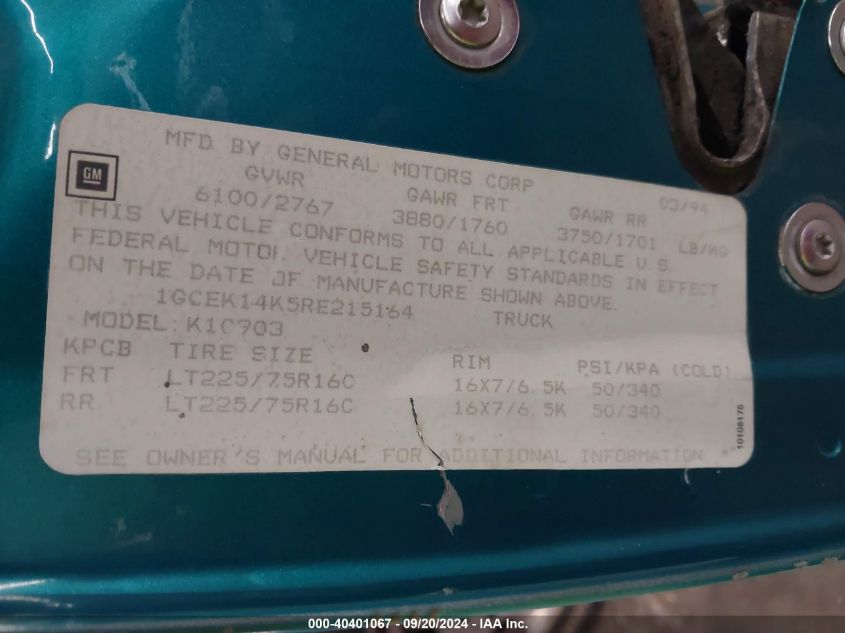 MFD BY GENERAL MOTORS CORP 03/94
GM
GVWR GAWR FRT GAWR RR
6100/2767 3880/1760 3750/1701 LB/KG
THIS VEHICLE CONFORMS TO ALL APPLICABLE U.S.
FEDERAL MOTOR VEHICLE SAFETY STANDARDS IN EFFECT
ON THE DATE OF MANUFACTURE SHOWN ABOVE.
1GCEK14K5RE215164 TRUCK
MODEL: K10903
KPCB TIRE SIZE RIM PSI/KPA (COLD)
FRT LT225/75R16C 16X7/6.5K 50/340
RR LT225/75R16C 16X7/6.5K 50/340
SEE OWNER'S MANUAL FOR ADDITIONAL INFORMATION
10106175
000-40401067 - 09/20/2024 - IAA Inc.